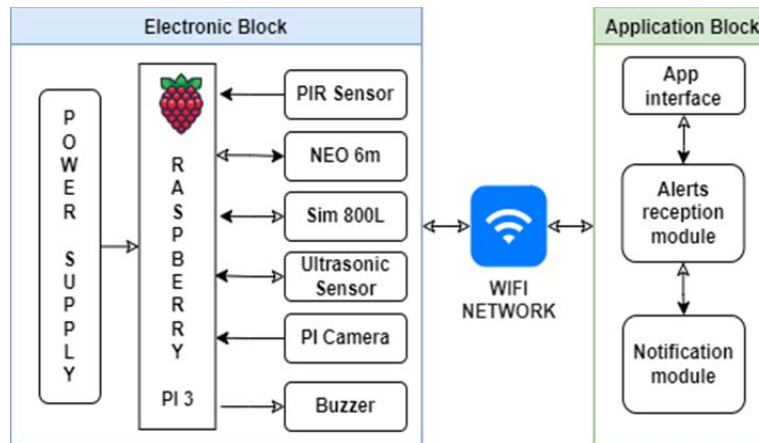 Electronic Block
POWER SUPPLY
RASPBERRY
PI 3
PIR Sensor
NEO 6m
Sim 800L
Ultrasonic
Sensor
PI Camera
Buzzer
WIFI
NETWORK
Application Block
App
interface
Alerts
reception
module
Notification
module